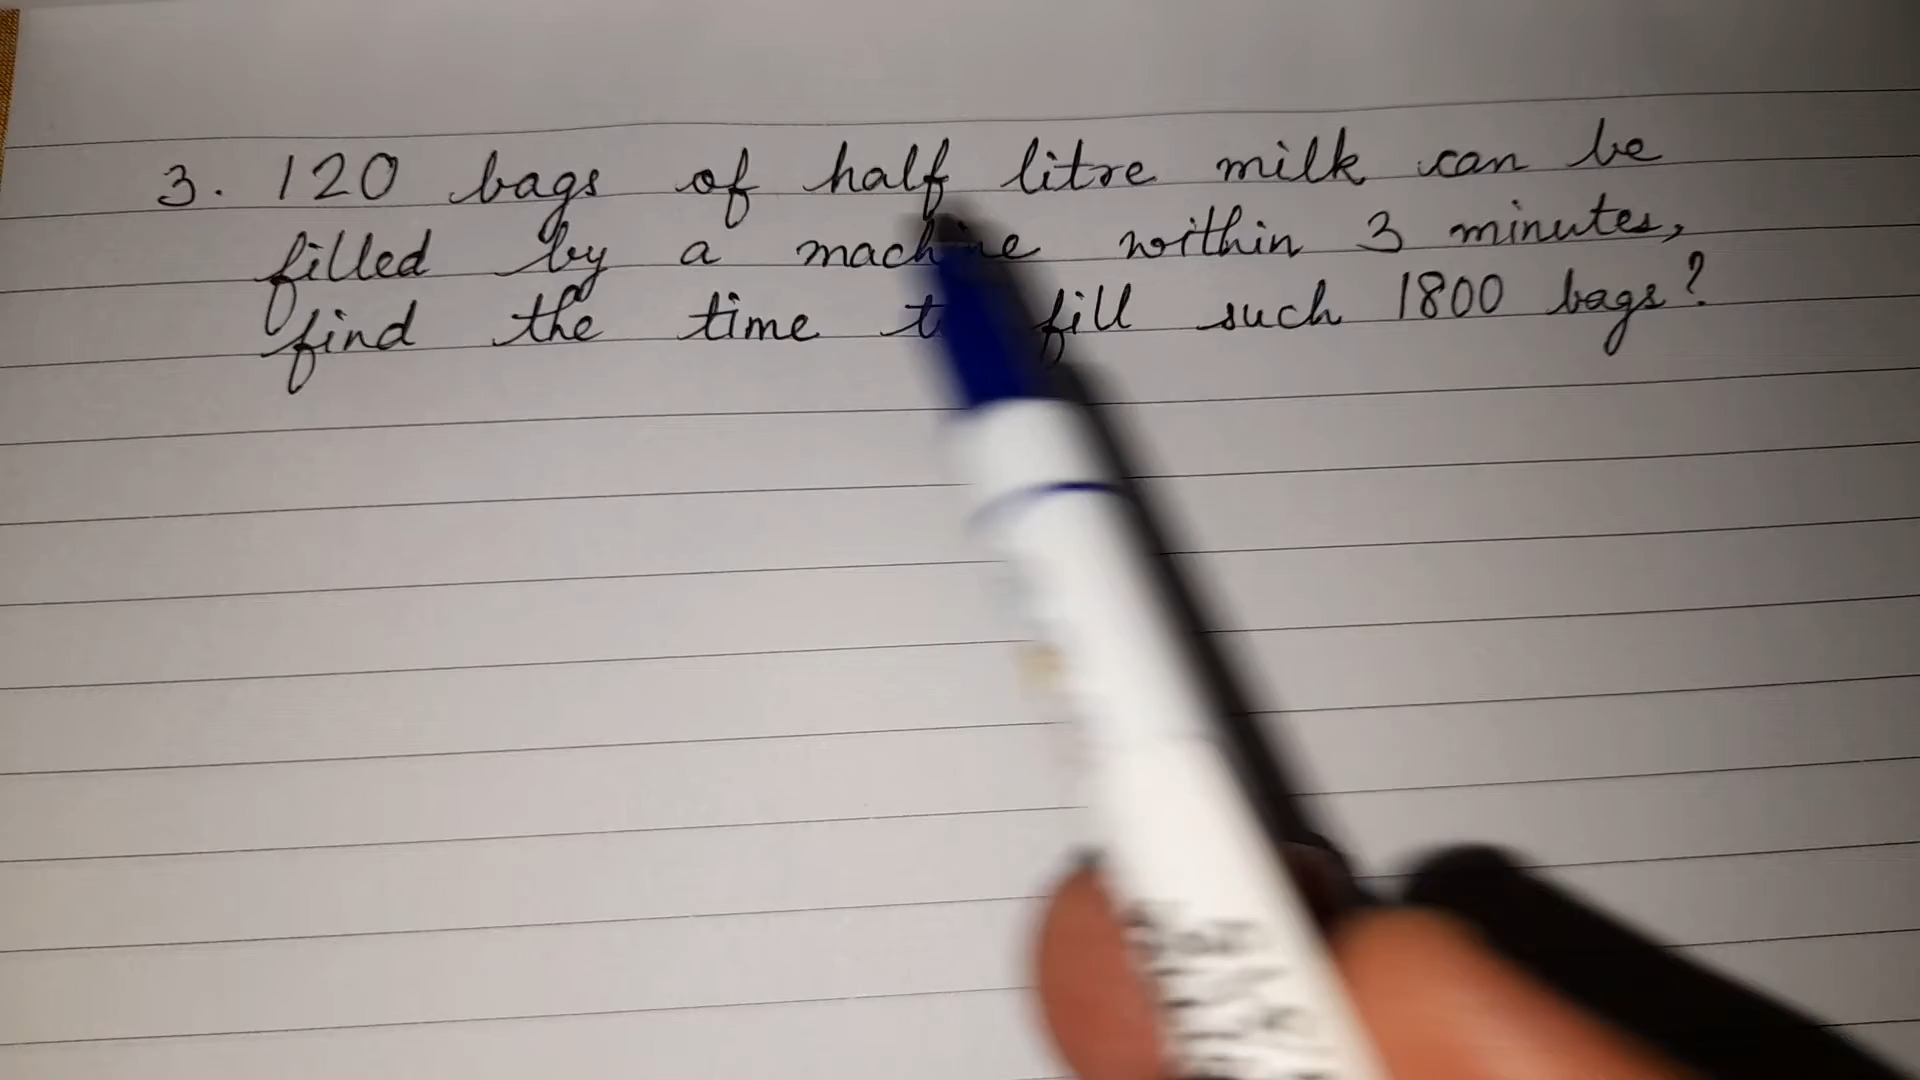 3. 120 bags of half litre milk can be
filled by a machine within 3 minutes,
find the time fill such 1800 bags?